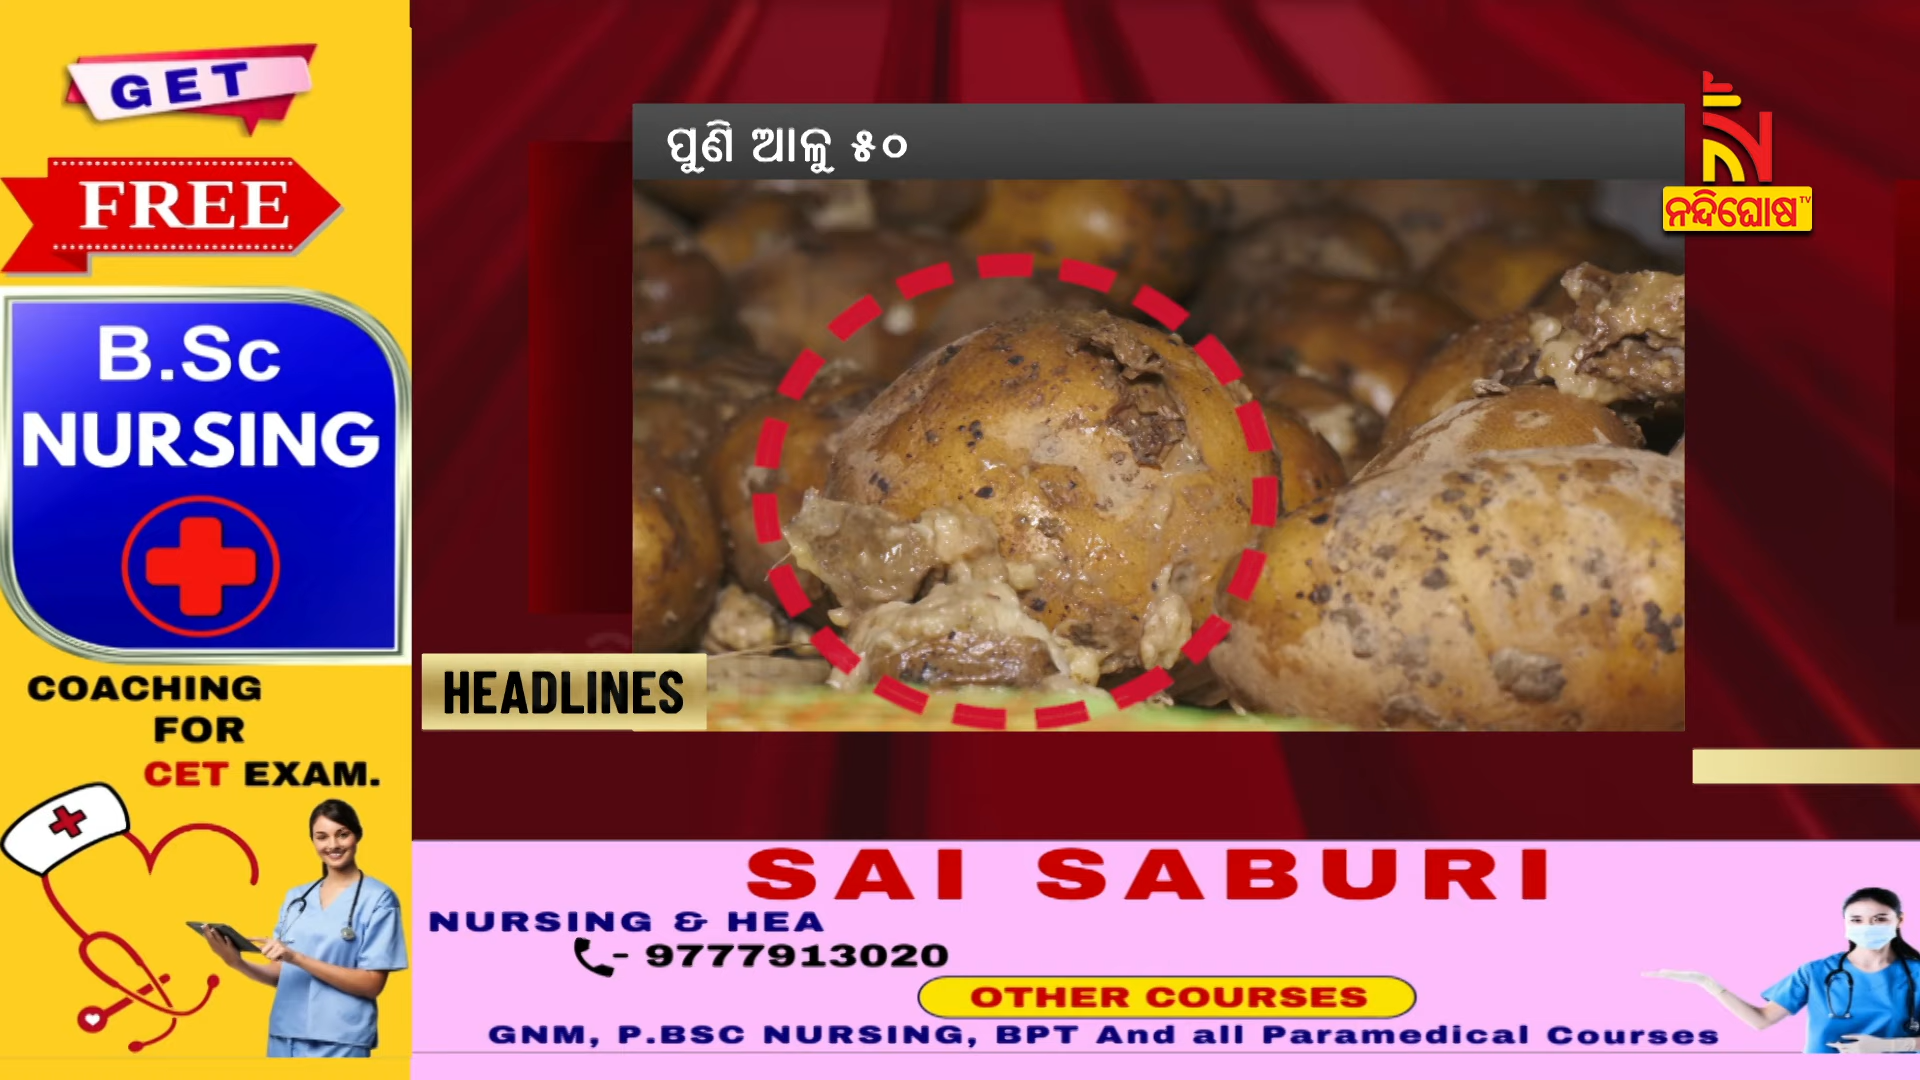 GET
FREE
B.Sc
NURSING
COACHING
FOR
CET EXAM.
ପୁଣି ଆଳୁ ୫୦
ନନ୍ଦିଘୋଷ TV
HEADLINES
SAI SABURI
NURSING & HEA
- 9777913020
OTHER COURSES
GNM, P.BSC NURSING, BPT And all Paramedical Courses